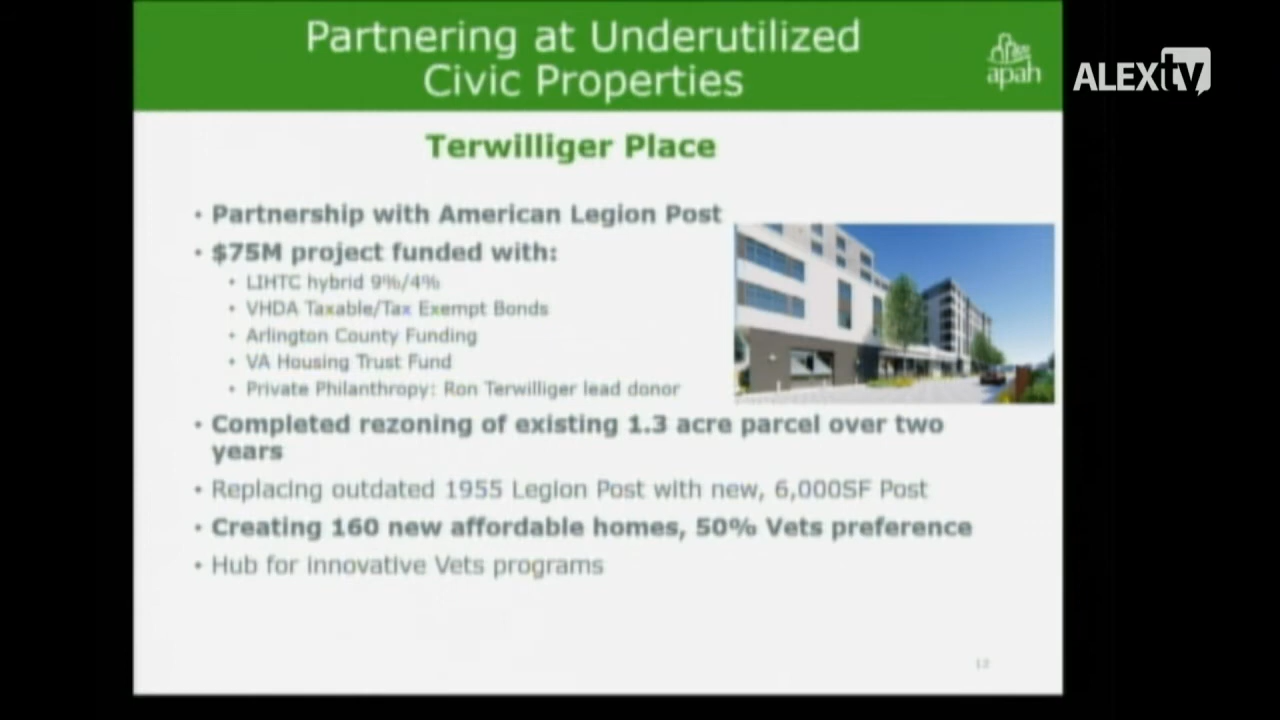 Partnering at Underutilized
Civic Properties
apah
ALEXtv
Terwilliger Place
• Partnership with American Legion Post
• $75M project funded with:
• LIHTC hybrid 9%/4%
• VHDA Taxable/Tax Exempt Bonds
• Arlington County Funding
• VA Housing Trust Fund
• Private Philanthropy: Ron Terwilliger lead donor
• Completed rezoning of existing 1.3 acre parcel over two
years
• Replacing outdated 1955 Legion Post with new, 6,000SF Post
• Creating 160 new affordable homes, 50% Vets preference
• Hub for innovative Vets programs